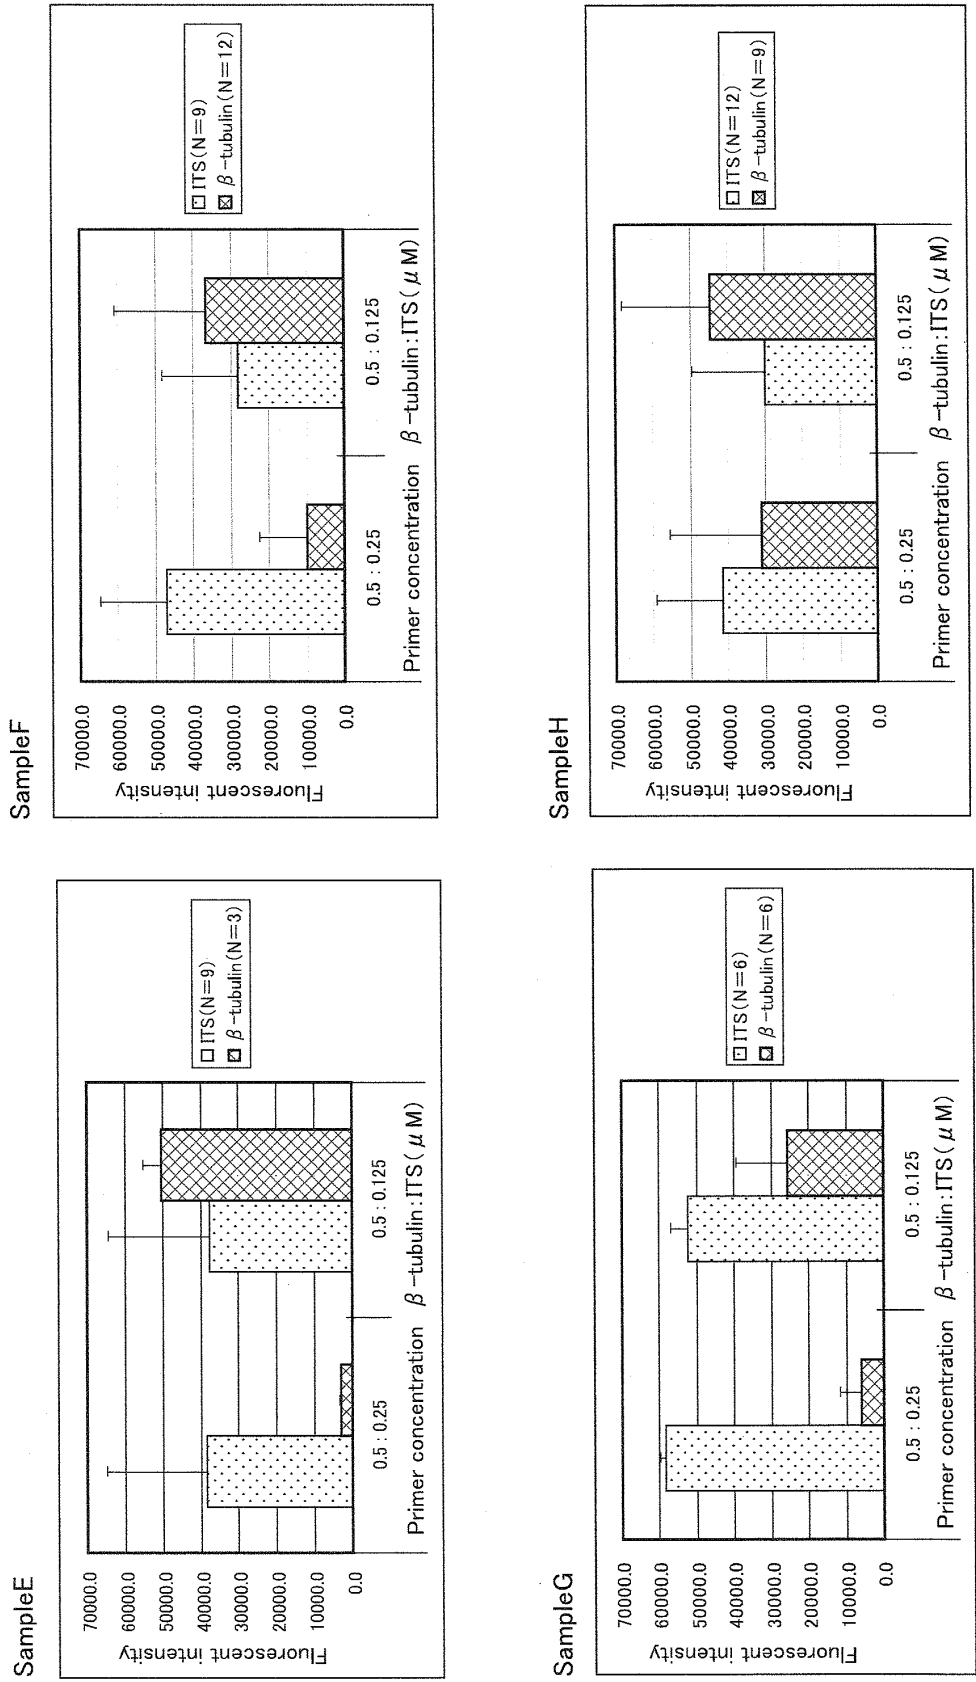 SampleE
Fluorescent intensity
70000.0
60000.0
50000.0
40000.0
30000.0
20000.0
10000.0
0.0
0.5 : 0.25
0.5 : 0.125
Primer concentration β-tubulin:ITS(μM)
ITS(N=9)
β-tubulin(N=3)
SampleF
Fluorescent intensity
70000.0
60000.0
50000.0
40000.0
30000.0
20000.0
10000.0
0.0
0.5 : 0.25
0.5 : 0.125
Primer concentration β-tubulin:ITS(μM)
ITS(N=9)
β-tubulin(N=12)
SampleG
Fluorescent intensity
70000.0
60000.0
50000.0
40000.0
30000.0
20000.0
10000.0
0.0
0.5 : 0.25
0.5 : 0.125
Primer concentration β-tubulin:ITS(μM)
ITS(N=6)
β-tubulin(N=6)
SampleH
Fluorescent intensity
70000.0
60000.0
50000.0
40000.0
30000.0
20000.0
10000.0
0.0
0.5 : 0.25
0.5 : 0.125
Primer concentration β-tubulin:ITS(μM)
ITS(N=12)
β-tubulin(N=9)